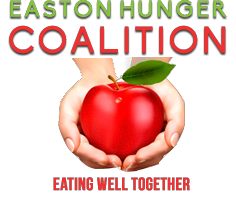 EASTON HUNGER
COALITION
EATING WELL TOGETHER